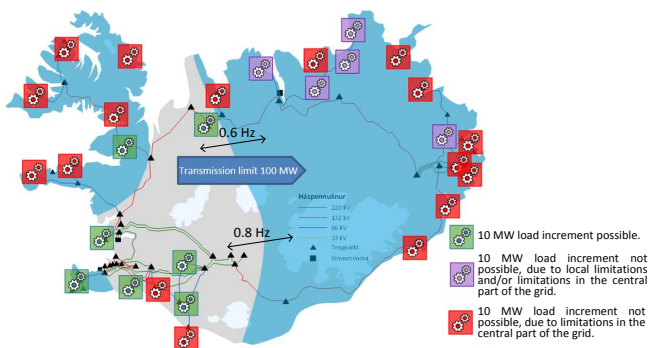 0.6 Hz
Transmission limit 100 MW
0.8 Hz
Háspennulínur
220 kV
132 kV
66 kV
33 kV
Tengivirki
Stórnotendur
10 MW load increment possible.
10 MW load increment not
possible, due to local limitations
and/or limitations in the central
part of the grid.
10 MW load increment not
possible, due to limitations in the
central part of the grid.